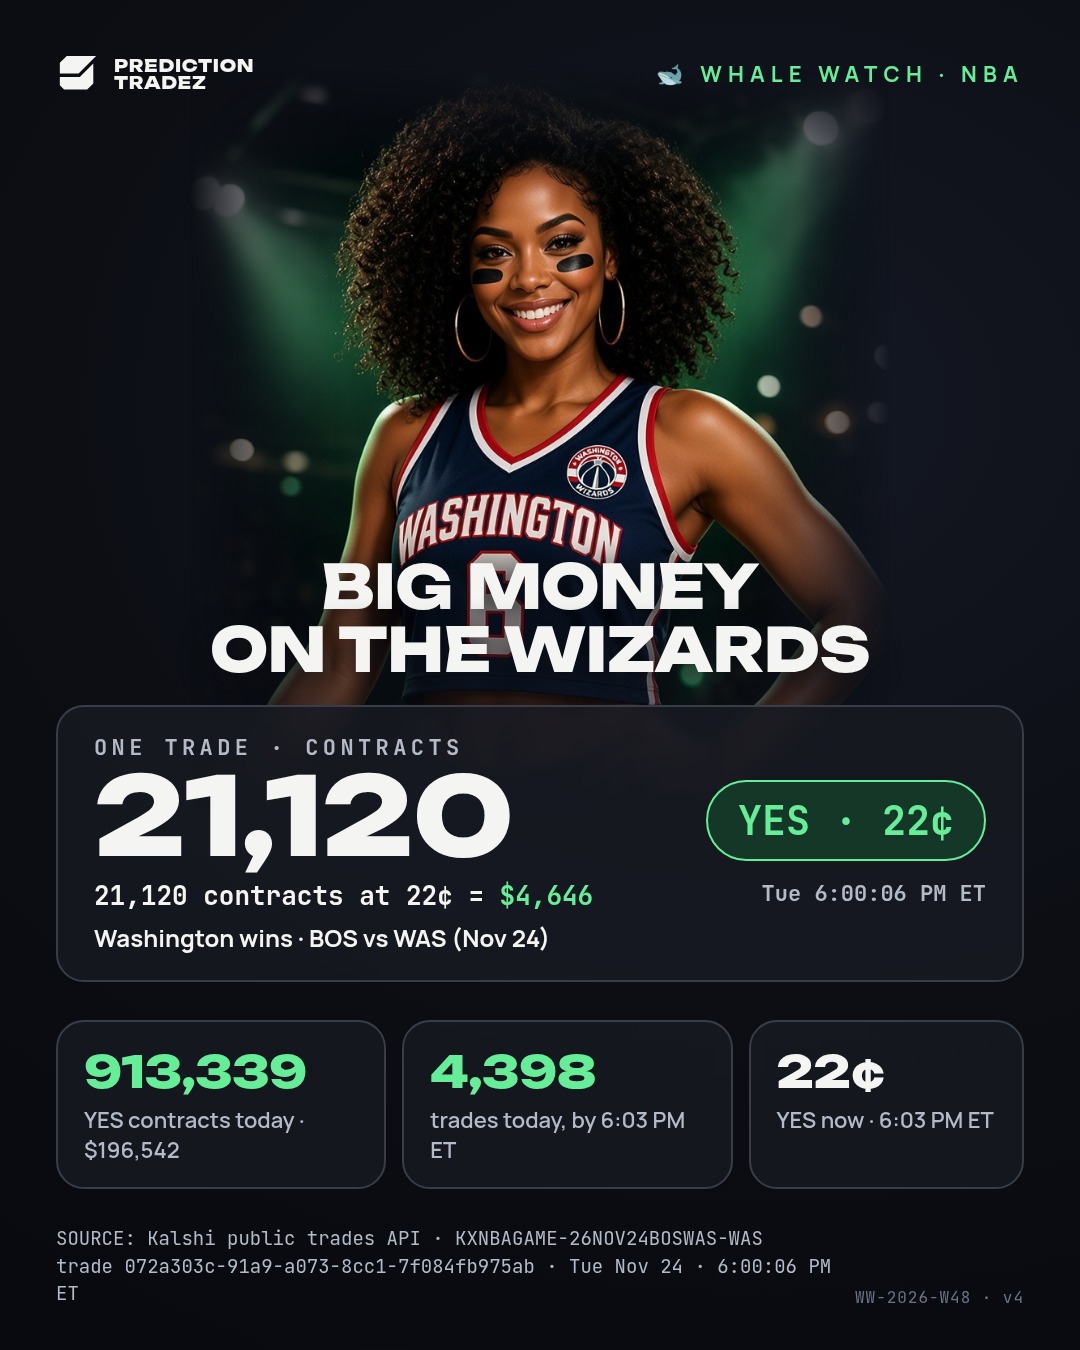 PREDICTION
TRADEZ
🐋 WHALE WATCH · NBA
WASHINGTON
WIZARDS
WASHINGTON
6
BIG MONEY
ON THE WIZARDS
ONE TRADE · CONTRACTS
21,120
YES · 22¢
21,120 contracts at 22¢ = $4,646
Tue 6:00:06 PM ET
Washington wins · BOS vs WAS (Nov 24)
913,339
YES contracts today ·
$196,542
4,398
trades today, by 6:03 PM
ET
22¢
YES now · 6:03 PM ET
SOURCE: Kalshi public trades API · KXNBAGAME-26NOV24BOSWAS-WAS
trade 072a303c-91a9-a073-8cc1-7f084fb975ab · Tue Nov 24 · 6:00:06 PM
ET
WW-2026-W48 · v4